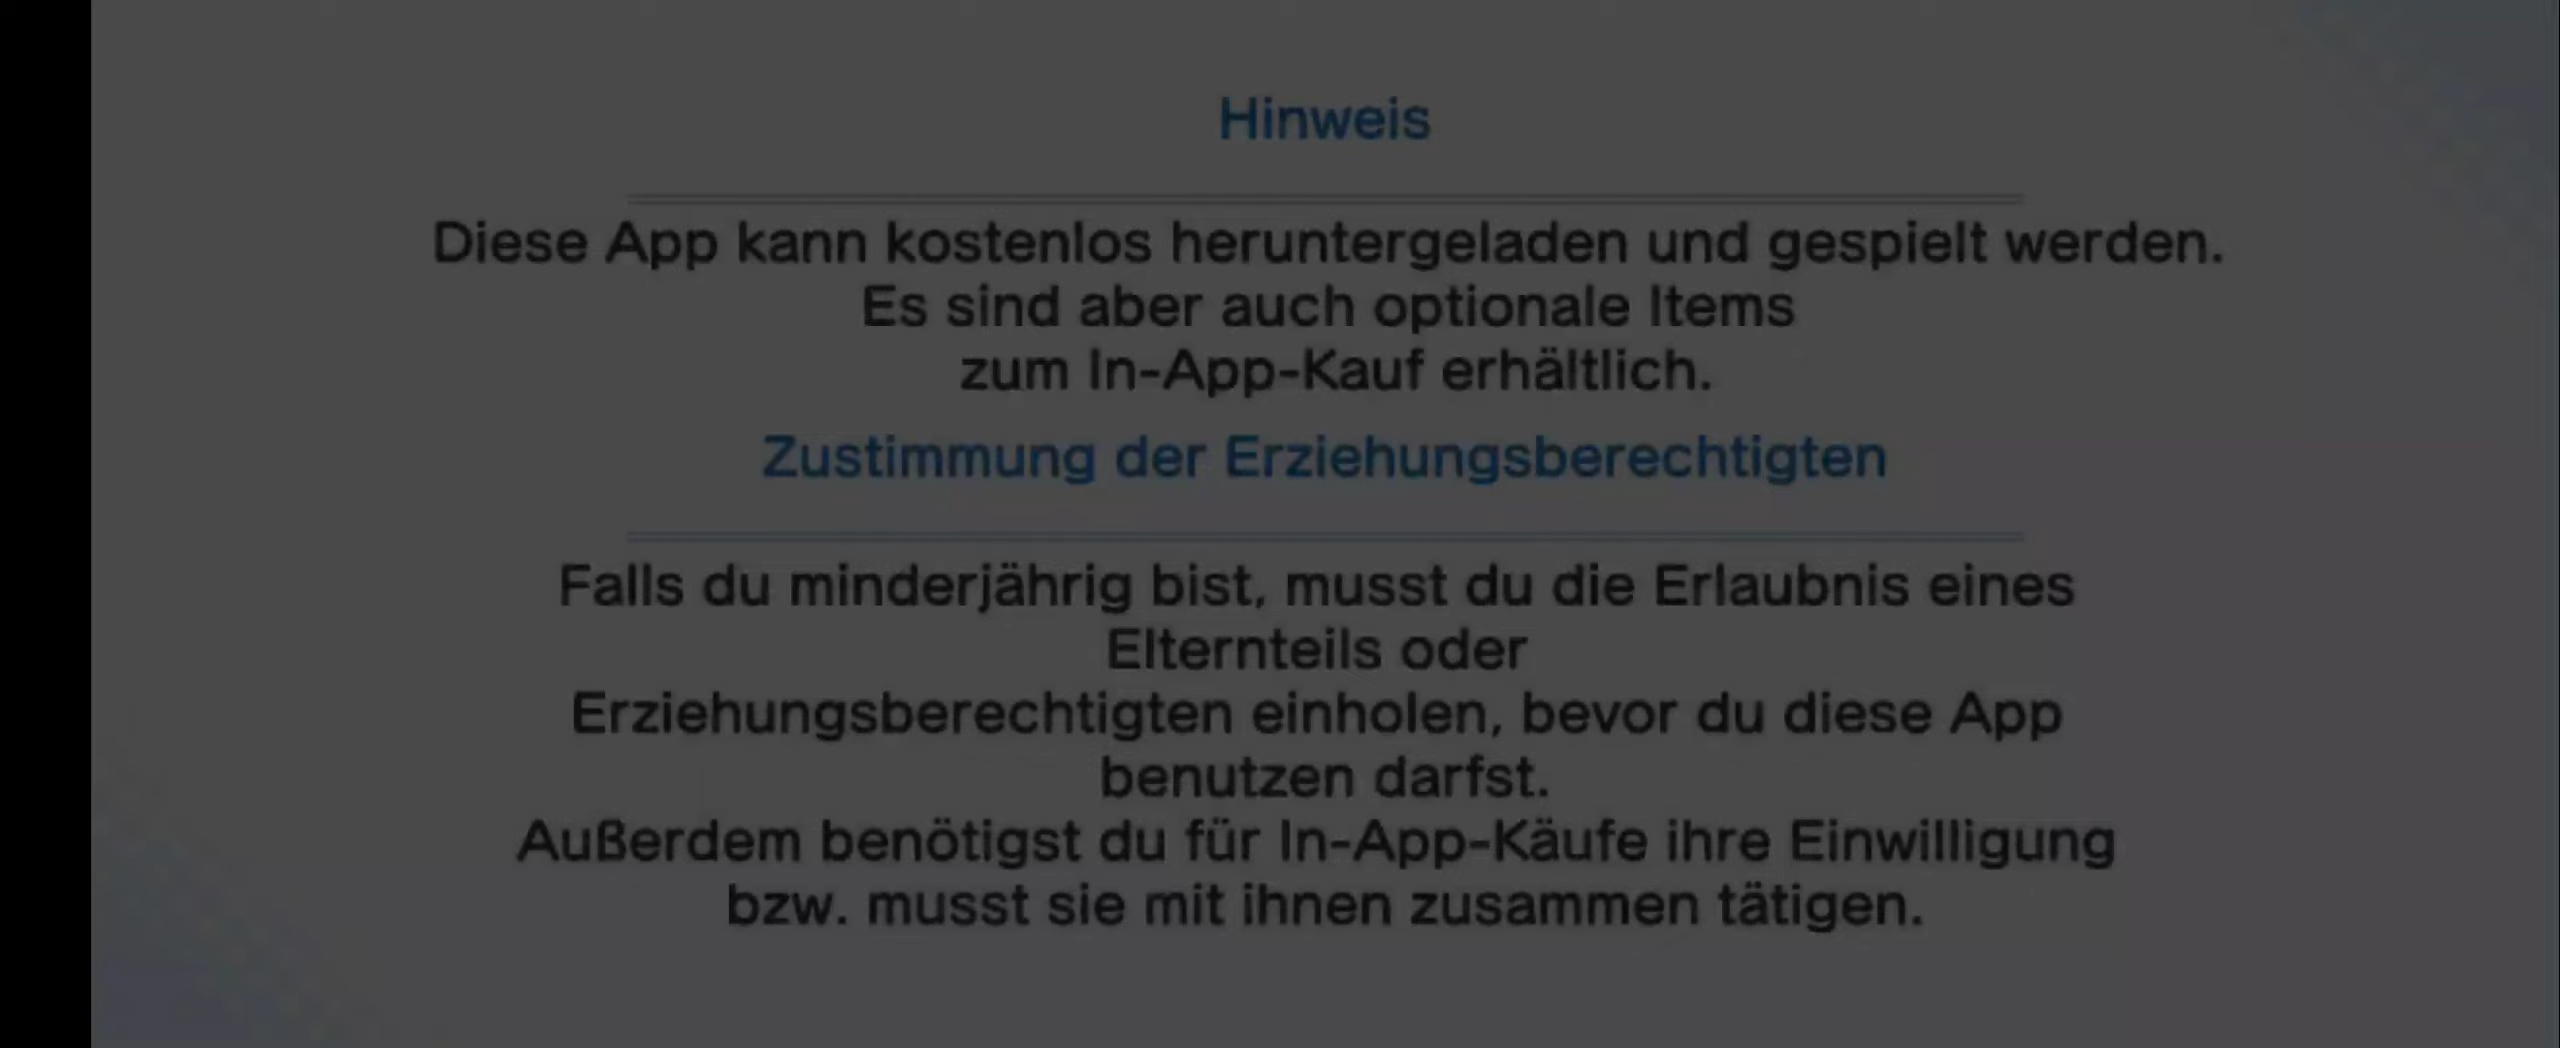 Hinweis
Diese App kann kostenlos heruntergeladen und gespielt werden.
Es sind aber auch optionale Items
zum In-App-Kauf erhältlich.
Zustimmung der Erziehungsberechtigten
Falls du minderjährig bist, musst du die Erlaubnis eines
Elternteils oder
Erziehungsberechtigten einholen, bevor du diese App
benutzen darfst.
Außerdem benötigst du für In-App-Käufe ihre Einwilligung
bzw. musst sie mit ihnen zusammen tätigen.